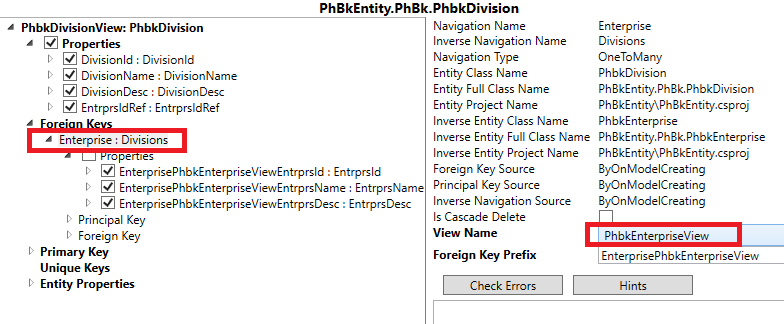 PhBkEntity.PhBk.PhbkDivision
PhbkDivisionView: PhbkDivision
Properties
DivisionId : DivisionId
DivisionName : DivisionName
DivisionDesc : DivisionDesc
EntrprsIdRef : EntrprsIdRef
Foreign Keys
Enterprise : Divisions
Properties
EnterprisePhbkEnterpriseViewEntrprsId : EntrprsId
EnterprisePhbkEnterpriseViewEntrprsName : EntrprsName
EnterprisePhbkEnterpriseViewEntrprsDesc : EntrprsDesc
Principal Key
Foreign Key
Primary Key
Unique Keys
Entity Properties
Navigation Name Enterprise
Inverse Navigation Name Divisions
Navigation Type OneToMany
Entity Class Name PhbkDivision
Entity Full Class Name PhBkEntity.PhBk.PhbkDivision
Entity Project Name PhBkEntity\PhBkEntity.csproj
Inverse Entity Class Name PhbkEnterprise
Inverse Entity Full Class Name PhBkEntity.PhBk.PhbkEnterprise
Inverse Entity Project Name PhBkEntity\PhBkEntity.csproj
Foreign Key Source ByOnModelCreating
Principal Key Source ByOnModelCreating
Inverse Navigation Source ByOnModelCreating
Is Cascade Delete
View Name PhbkEnterpriseView
Foreign Key Prefix EnterprisePhbkEnterpriseView
Check Errors Hints